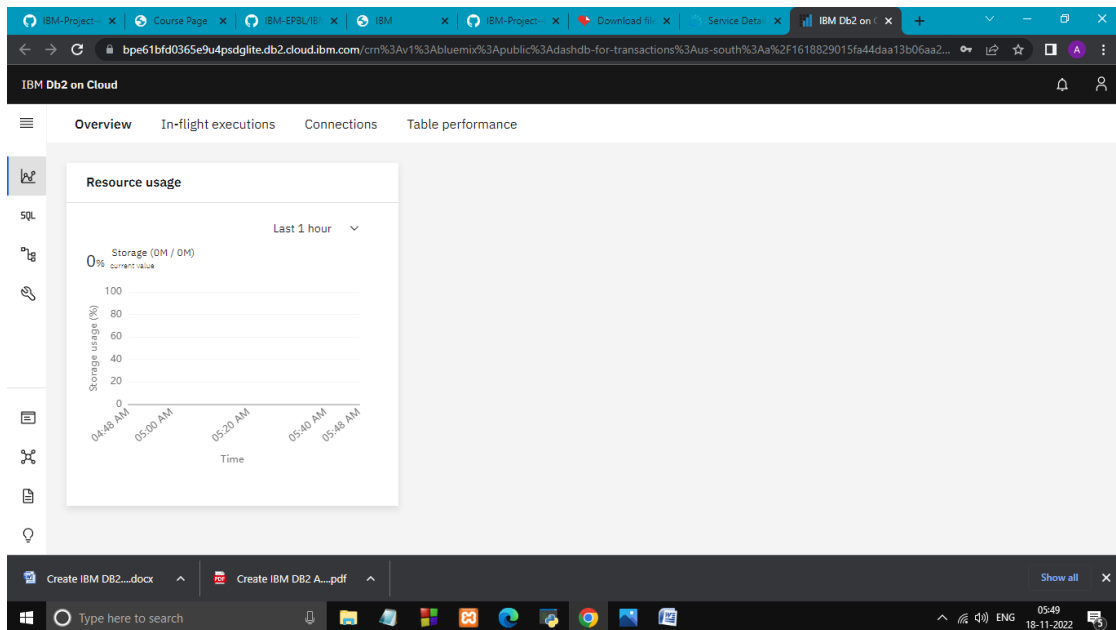 IBM-Project-
Course Page
IBM-EPBL/IBM
IBM
IBM-Project-
Download file
Service Detail
IBM Db2 on C
bpe61bfd0365e9u4psdglite.db2.cloud.ibm.com/crn%3Av1%3Abluemix%3Apublic%3Adashdb-for-transactions%3Aus-south%3Aa%2F1618829015fa44daa13b06aa2...
A
IBM Db2 on Cloud
Overview In-flight executions Connections Table performance
Resource usage
SQL
Last 1 hour
0% Storage (0M / 0M)
current value
100
80
60
40
20
0
Storage usage (%)
04:48 AM 05:00 AM 05:20 AM 05:40 AM 05:48 AM
Time
Create IBM DB2....docx
PDF
Create IBM DB2 A....pdf
Show all
Type here to search
ENG
05:49
18-11-2022
5